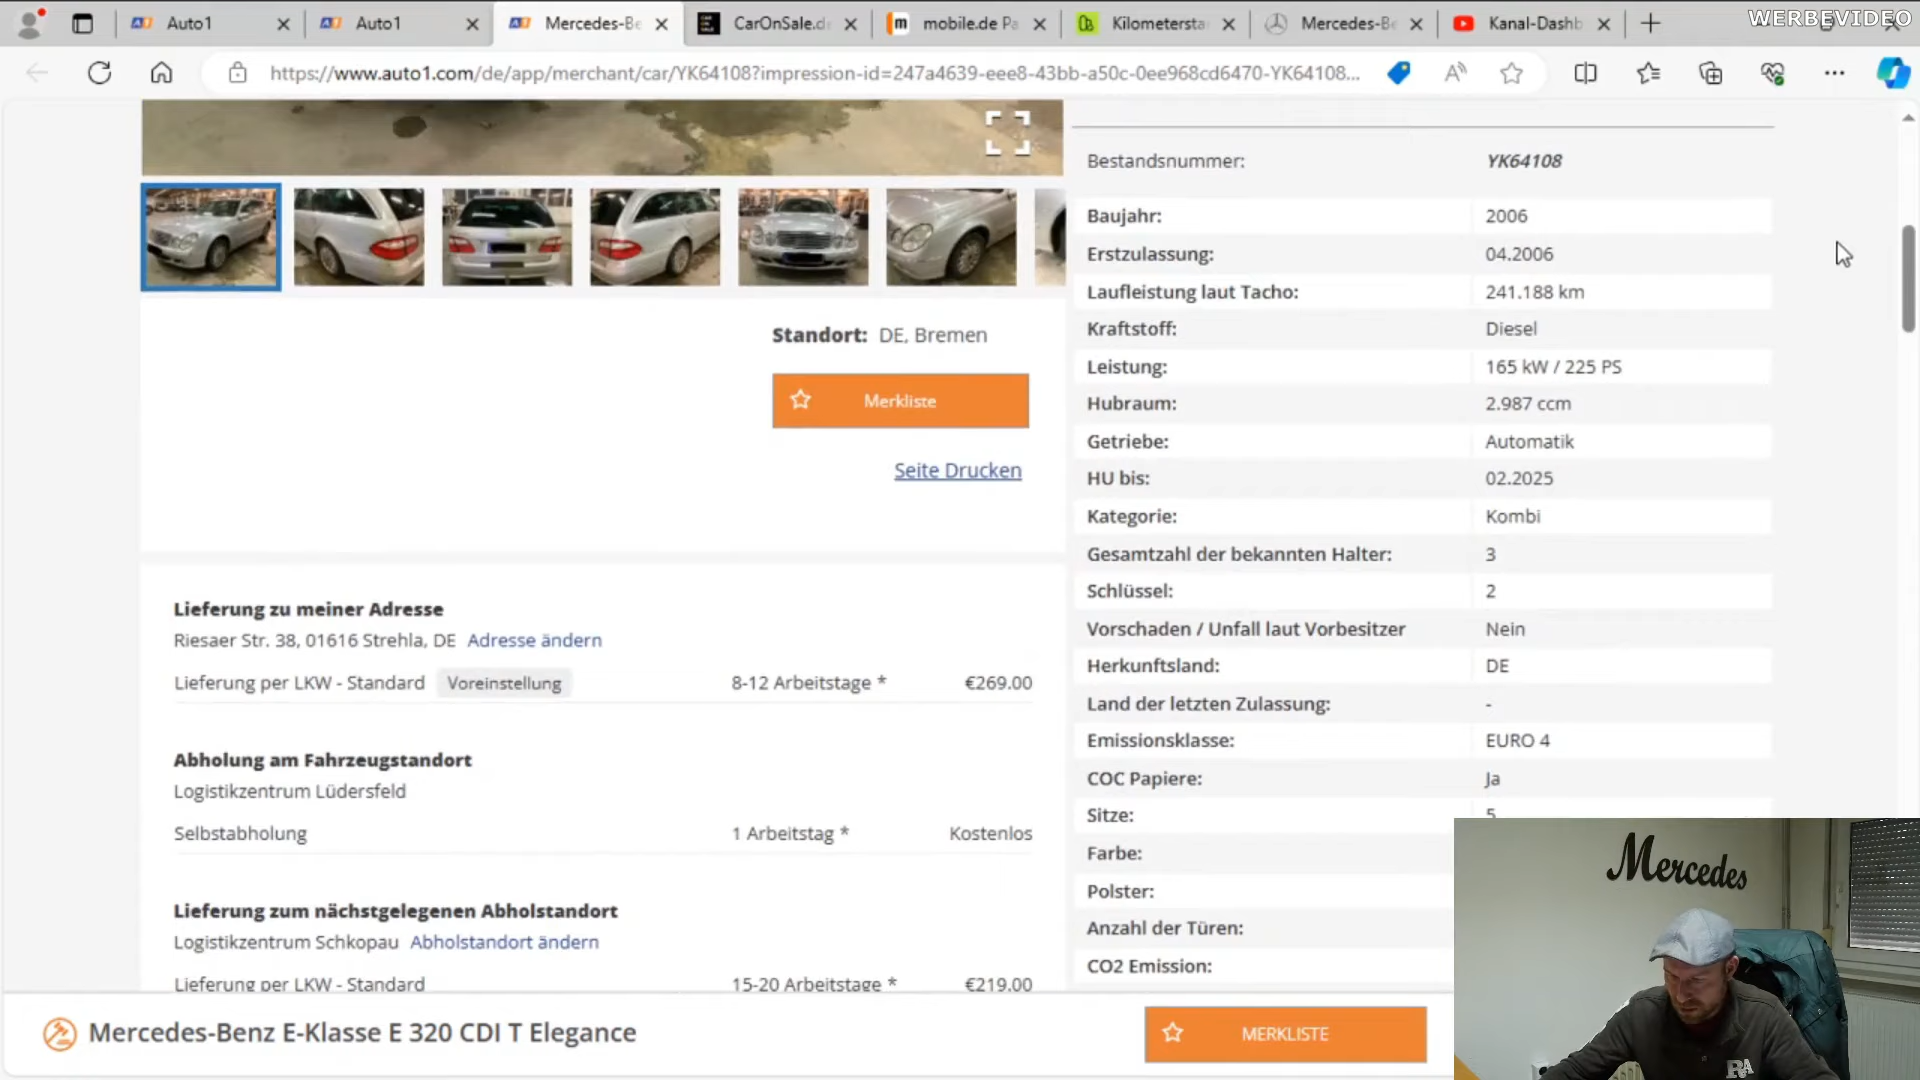 Auto1
Auto1
Mercedes-Be
CarOnSale.d
mobile.de Pa
Kilometersta
Mercedes-Be
Kanal-Dashb
WERBEVIDEO
https://www.auto1.com/de/app/merchant/car/YK64108?impression-id=247a4639-eee8-43bb-a50c-0ee968cd6470-YK64108...
Bestandsnummer: YK64108
Baujahr: 2006
Erstzulassung: 04.2006
Laufleistung laut Tacho: 241.188 km
Kraftstoff: Diesel
Leistung: 165 kW / 225 PS
Hubraum: 2.987 ccm
Getriebe: Automatik
HU bis: 02.2025
Kategorie: Kombi
Gesamtzahl der bekannten Halter: 3
Schlüssel: 2
Vorschaden / Unfall laut Vorbesitzer Nein
Herkunftsland: DE
Land der letzten Zulassung: -
Emissionsklasse: EURO 4
COC Papiere: Ja
Sitze: 5
Farbe:
Polster:
Anzahl der Türen:
CO2 Emission:
Standort: DE, Bremen
Merkliste
Seite Drucken
Lieferung zu meiner Adresse
Riesaer Str. 38, 01616 Strehla, DE Adresse ändern
Lieferung per LKW - Standard Voreinstellung 8-12 Arbeitstage * €269.00
Abholung am Fahrzeugstandort
Logistikzentrum Lüdersfeld
Selbstabholung 1 Arbeitstag * Kostenlos
Lieferung zum nächstgelegenen Abholstandort
Logistikzentrum Schkopau Abholstandort ändern
Lieferung per LKW - Standard 15-20 Arbeitstage * €219.00
Mercedes-Benz E-Klasse E 320 CDI T Elegance
MERKLISTE
Mercedes
RA